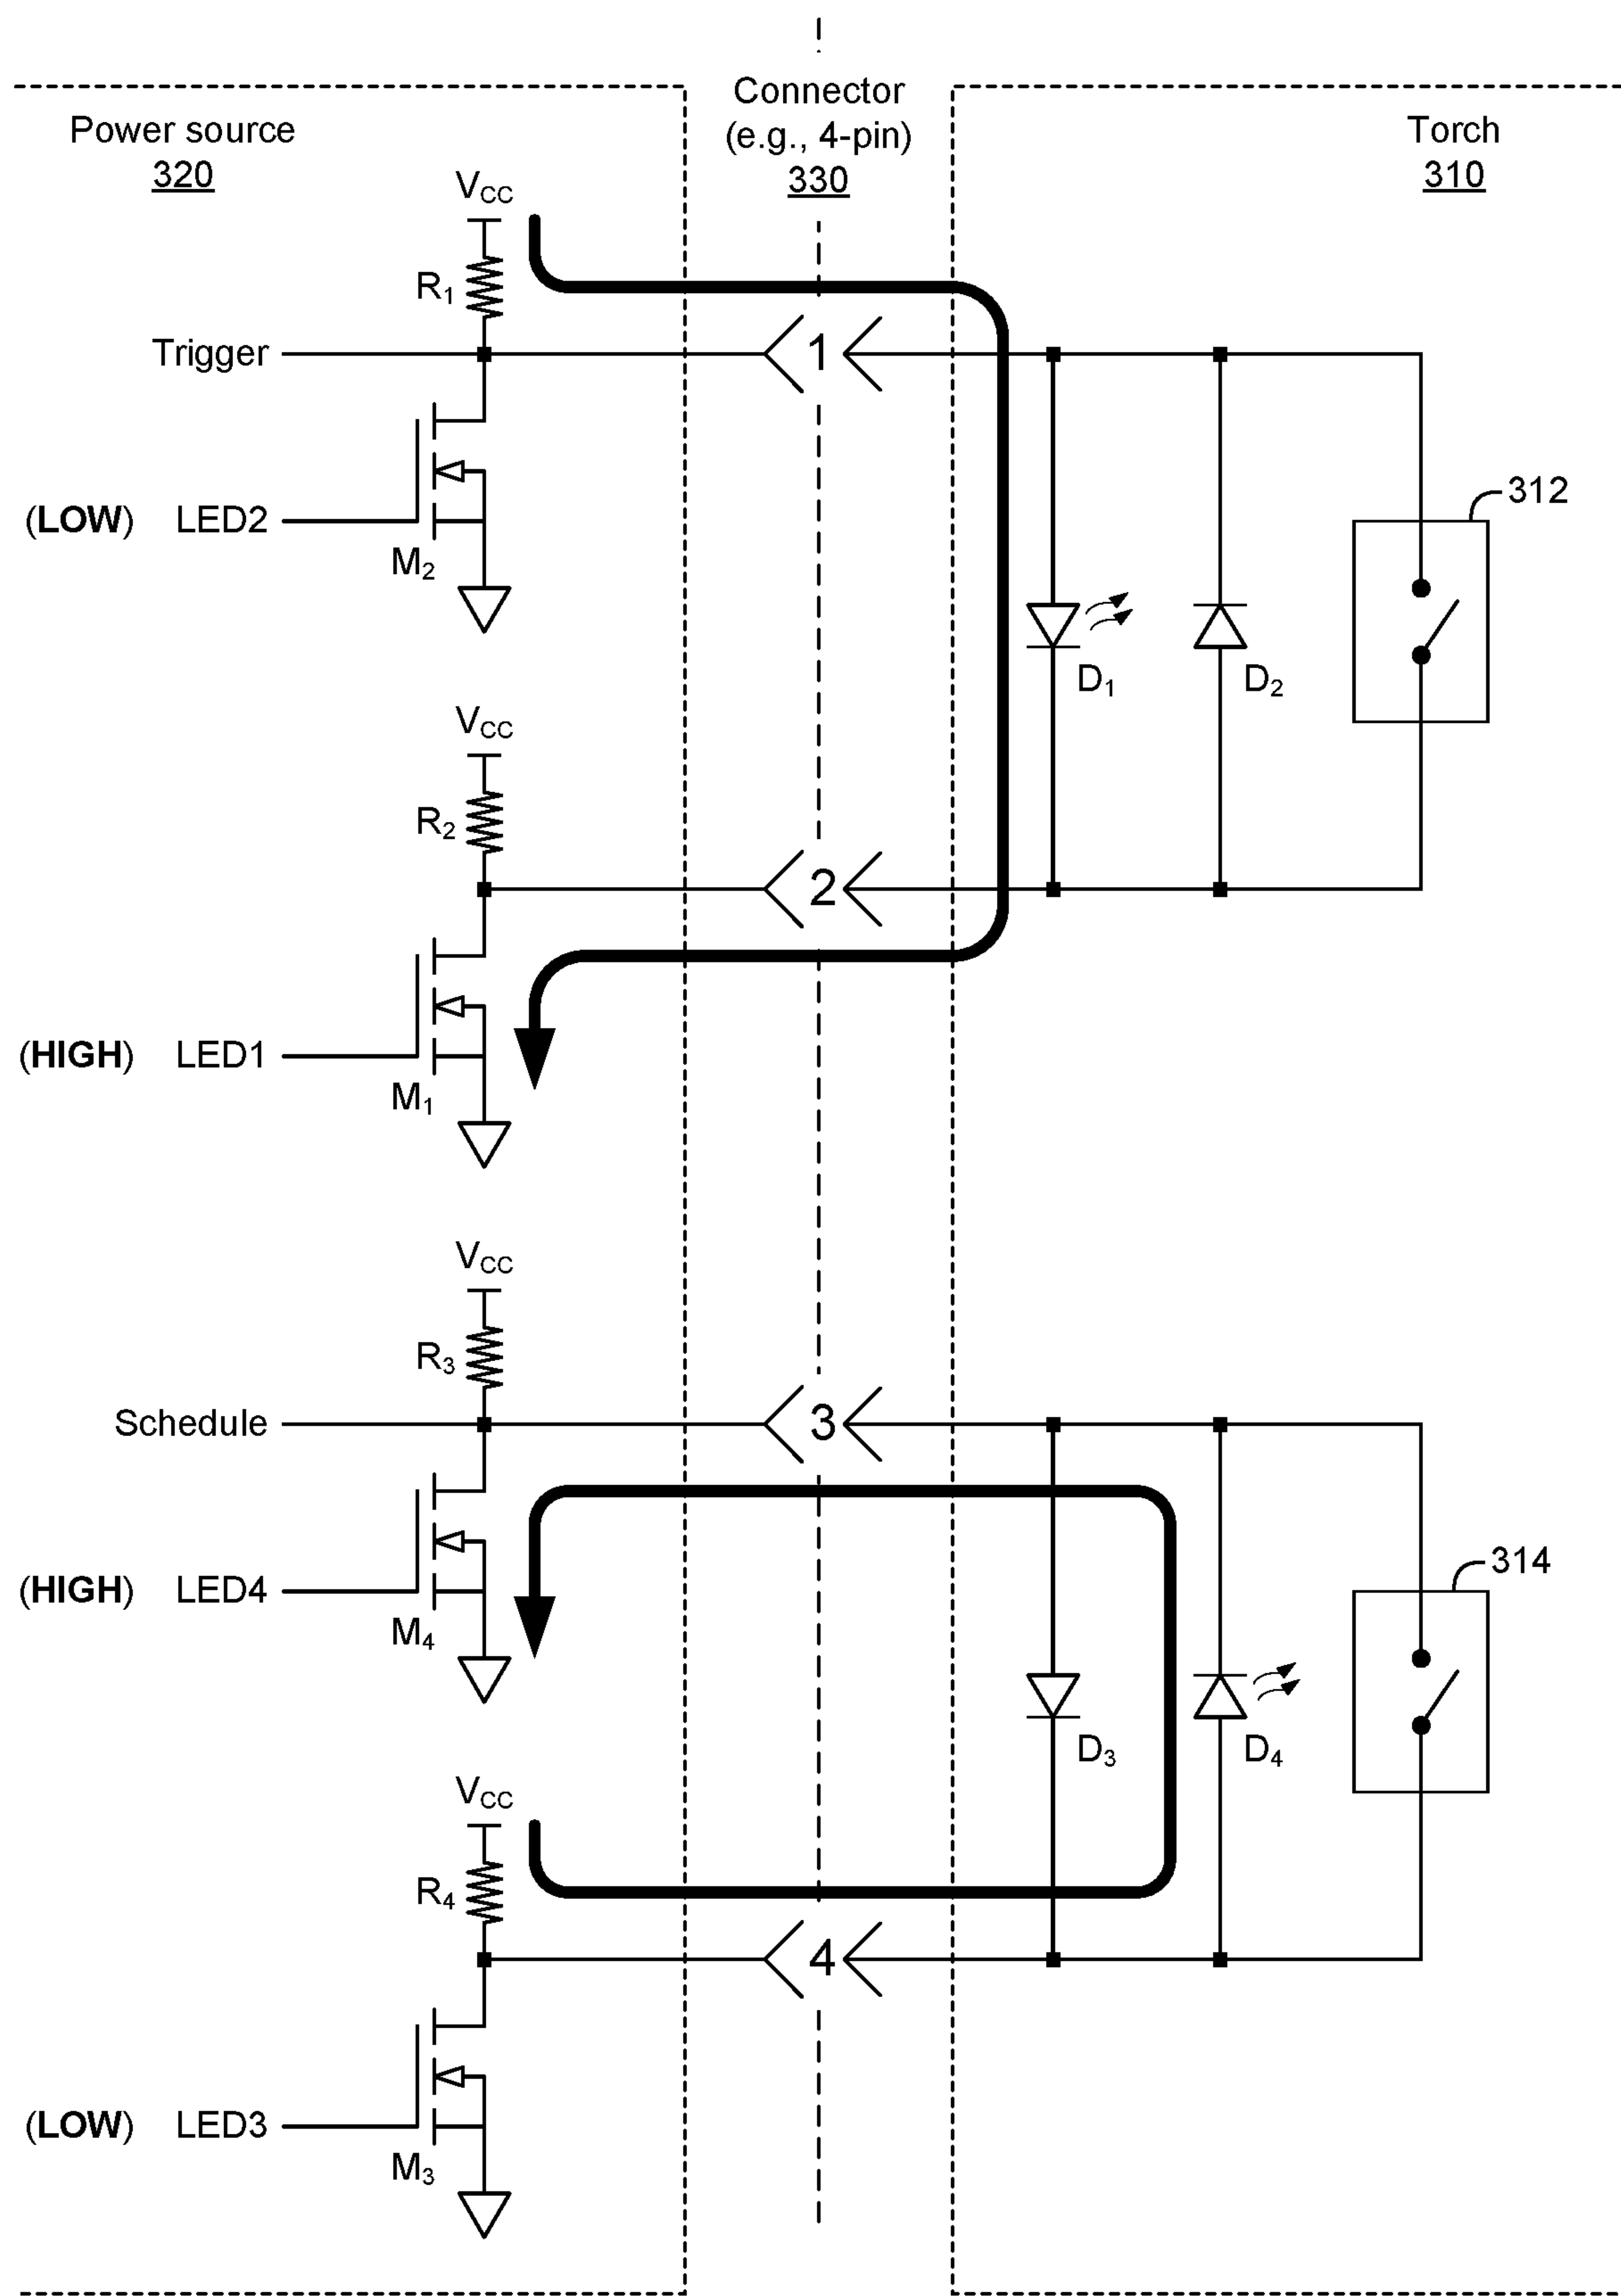 Connector
(e.g., 4-pin)
330
Power source
320
Torch
310
VCC
R1
Trigger
1
312
(LOW) LED2
M2
D1
D2
VCC
R2
2
(HIGH) LED1
M1
VCC
R3
Schedule
3
314
(HIGH) LED4
M4
D3
D4
VCC
R4
4
(LOW) LED3
M3